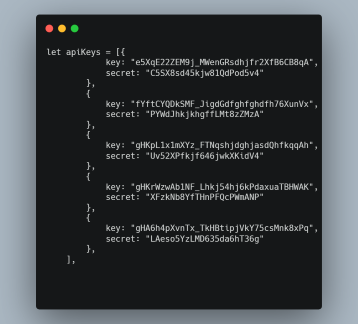 let apiKeys = [{
key: "e5XqE22ZEM9j_MWenGRsdhjfr2XfB6CB8qA",
secret: "C5SX8sd45kjw81QdPod5v4"
},
{
key: "fYftCYQDkSMF_JigdGdfghfghdfh76XunVx",
secret: "PYWdJhkjkhgffLMt8zZMzA"
},
{
key: "gHKpL1x1mXYz_FTNqshjdghjasdQhfkqqAh",
secret: "Uv52XPfkjf646jwkXKidV4"
},
{
key: "gHKrWzwAb1NF_Lhkj54hj6kPdaxuaTBHWAK",
secret: "XFzkNb8YfTHnPFQcPWmANP"
},
{
key: "gHA6h4pXvnTx_TkHBtipjVkY75csMnk8xPq",
secret: "LAeso5YzLMD635da6hT36g"
},
],